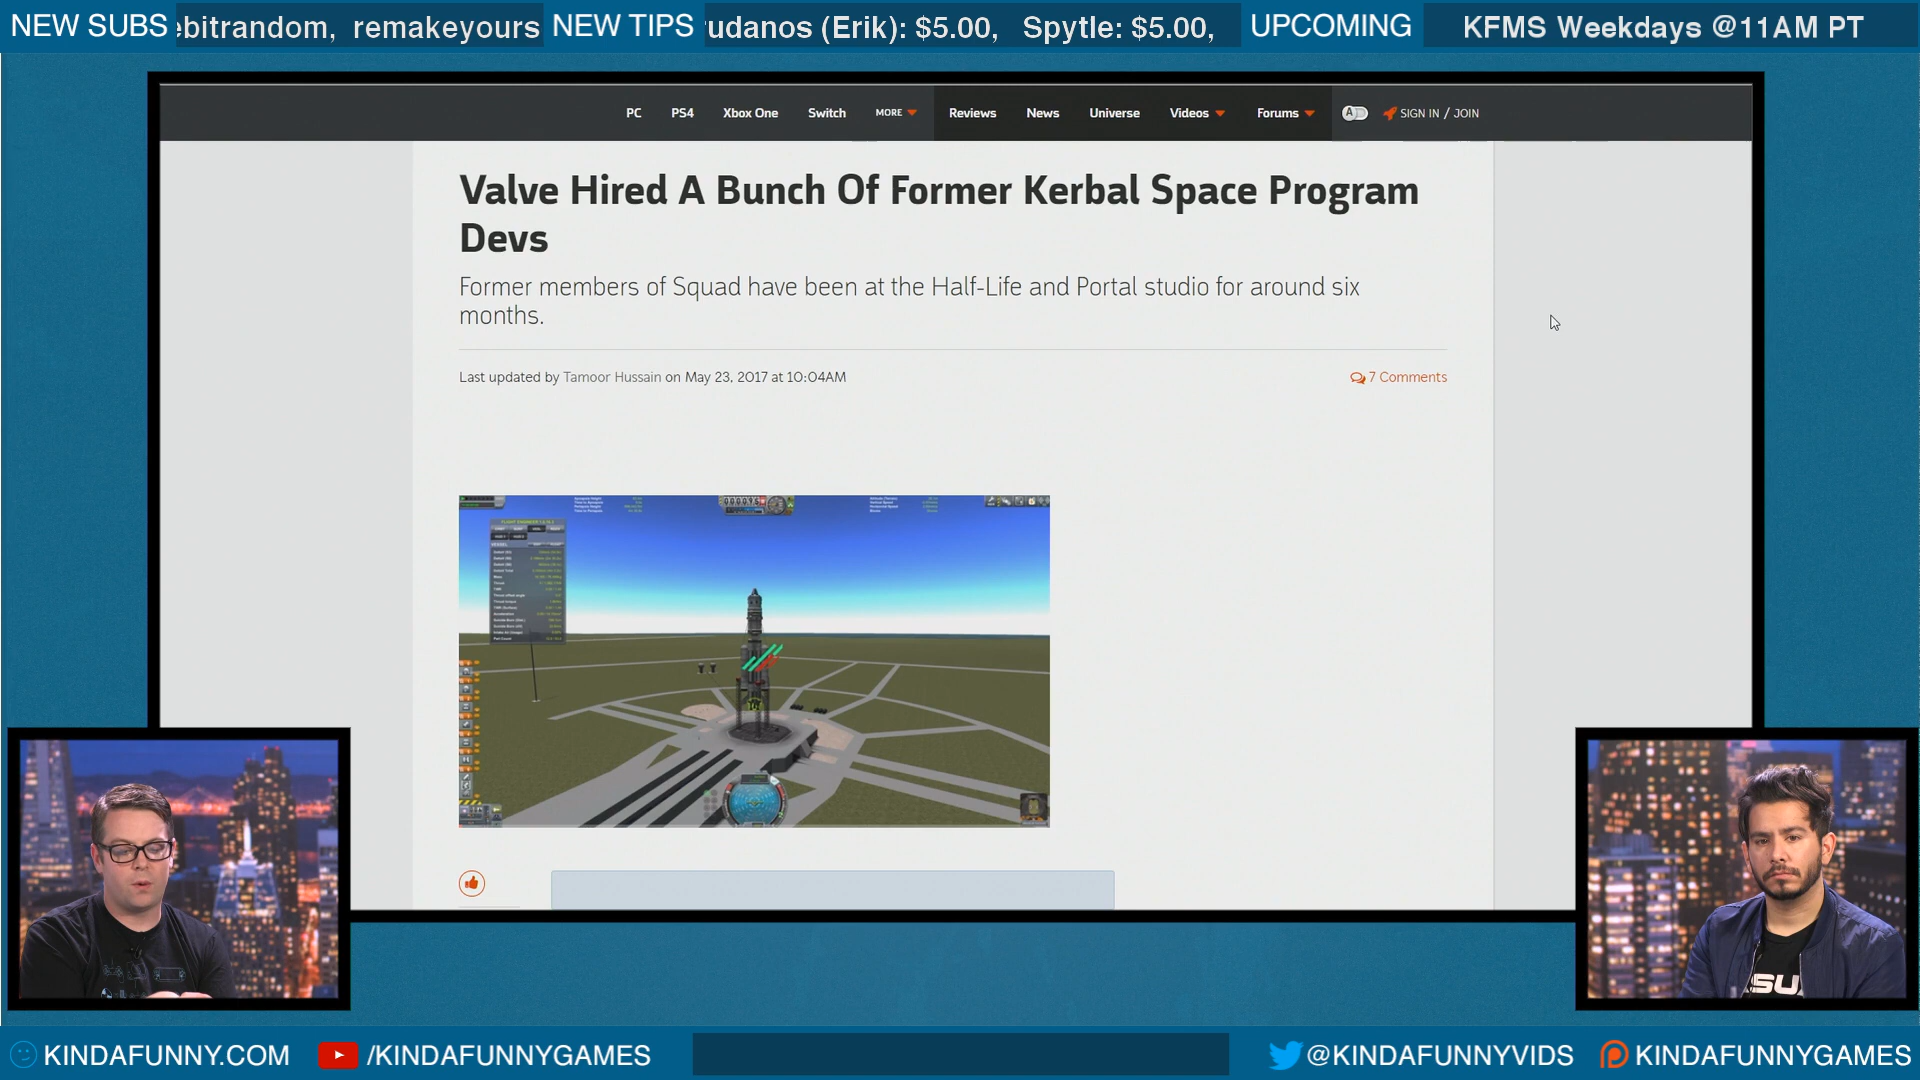 NEW SUBS
ebitrandom, remakeyours
NEW TIPS
rudanos (Erik): $5.00, Spytle: $5.00,
UPCOMING
KFMS Weekdays @11AM PT
PC PS4 Xbox One Switch MORE Reviews News Universe Videos Forums A SIGN IN / JOIN
Valve Hired A Bunch Of Former Kerbal Space Program
Devs
Former members of Squad have been at the Half-Life and Portal studio for around six
months.
Last updated by Tamoor Hussain on May 23, 2017 at 10:04AM
7 Comments
SU
KINDAFUNNY.COM
/KINDAFUNNYGAMES
@KINDAFUNNYVIDS
KINDAFUNNYGAMES